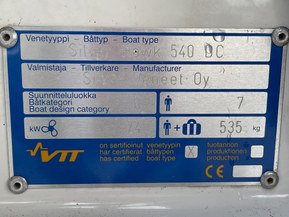 Venetyyppi - Båttyp - Boat type
540 DC
Valmistaja - Tillverkare - Manufacturer
Oy
Suunnitteluluokka
Båtkategori
Boat design category
7
kW
+ 535 kg
VTT
on sertifioinut venetyypin
har certifierat båttypen X
has certified boat type
tuotannon
produktionen
production
CE